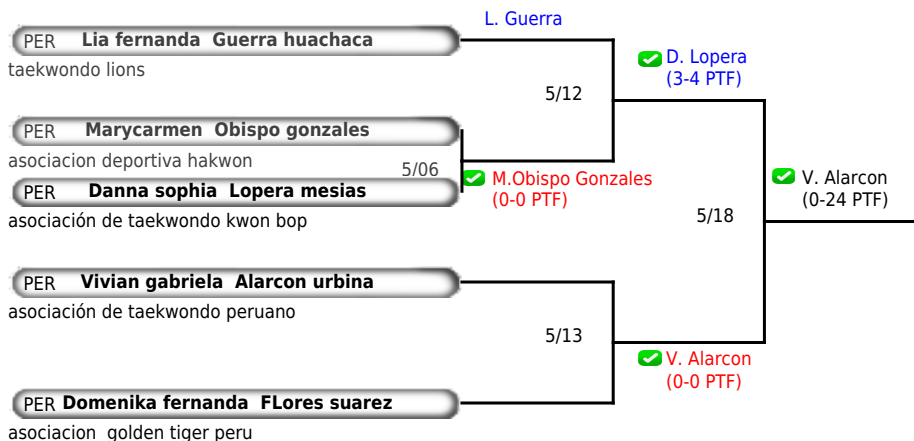 L. Guerra
PER Lia fernanda Guerra huachaca
taekwondo lions
D. Lopera
(3-4 PTF)
5/12
PER Marycarmen Obispo gonzales
asociacion deportiva hakwon
5/06
M.Obispo Gonzales
(0-0 PTF)
PER Danna sophia Lopera mesias
asociación de taekwondo kwon bop
V. Alarcon
(0-24 PTF)
5/18
PER Vivian gabriela Alarcon urbina
asociación de taekwondo peruano
5/13
V. Alarcon
(0-0 PTF)
PER Domenika fernanda FLores suarez
asociacion golden tiger peru